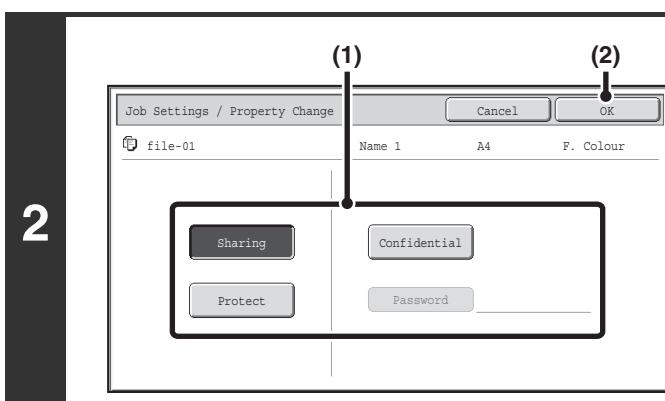 (1) (2)
Job Settings / Property Change Cancel OK
file-01 Name 1 A4 F. Colour
2
Sharing Confidential
Protect Password